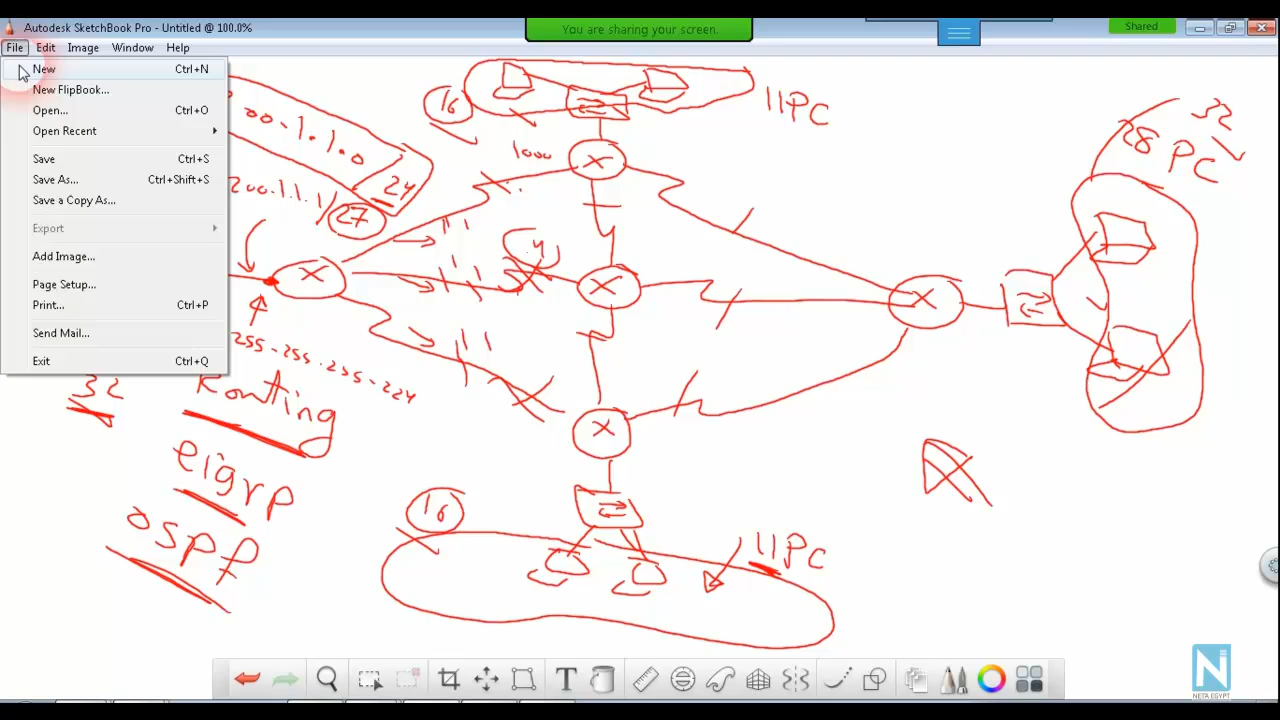 Autodesk SketchBook Pro - Untitled @ 100.0%
You are sharing your screen.
Shared
File Edit Image Window Help
New Ctrl+N
New FlipBook...
Open... Ctrl+O
Open Recent
Save Ctrl+S
Save As... Ctrl+Shift+S
Save a Copy As...
Export
Add Image...
Page Setup...
Print... Ctrl+P
Send Mail...
Exit Ctrl+Q
16
11PC
32
28 PC
00.1.1.0
24
1000
200.1.1.1/
27
4
255-255.255-224
32
Routing
eigrp
ospf
16
11PC
NETA EGYPT